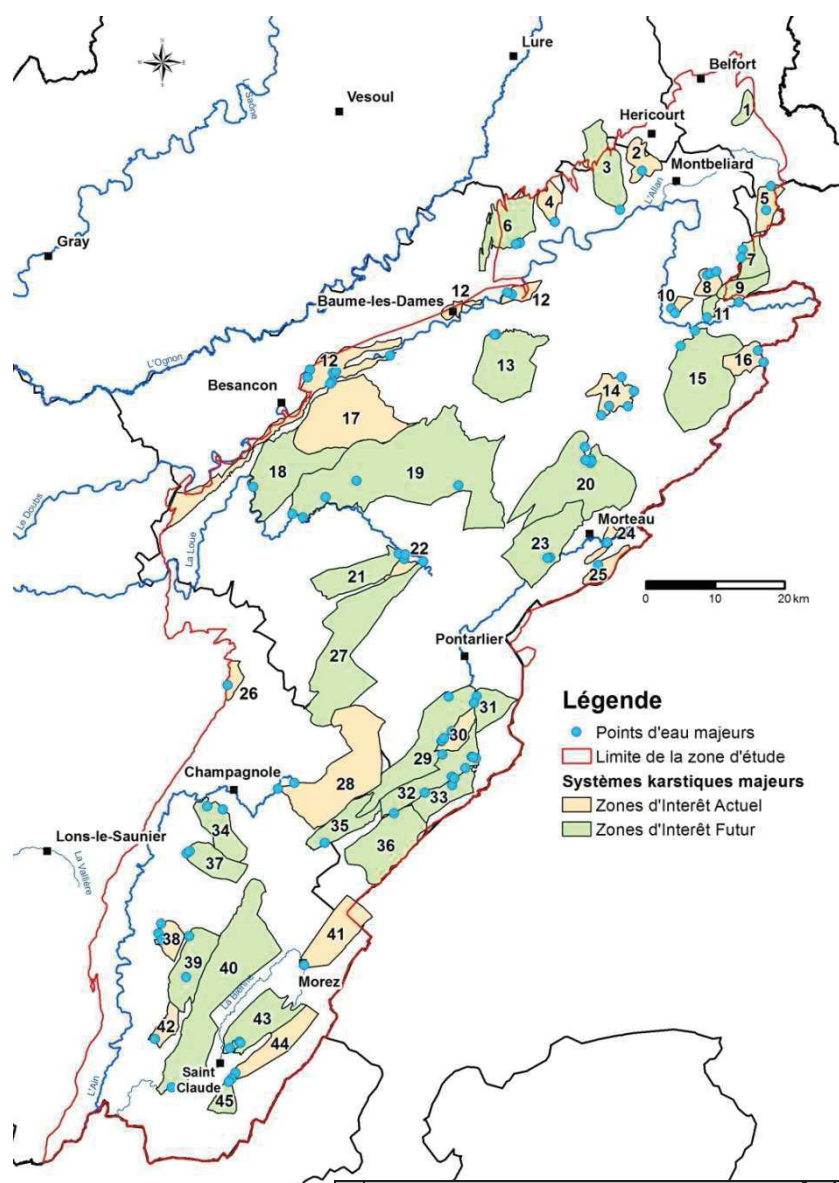 Lure
Belfort
La Saône
Vesoul
1
Hericourt
2
3
Montbeliard
L'Allan
4
5
Gray
6
7
8
9
10
11
12
Baume-les-Dames
12
L'Ognon
12
13
14
15
16
Besancon
17
18
19
20
Le Doubs
La Loue
Morteau
24
22
23
25
21
0 10 20 km
27
Pontarlier
26
Légende
31
Points d'eau majeurs
30
Limite de la zone d'étude
29
Systèmes karstiques majeurs
28
Champagnole
Zones d'Interêt Actuel
32
33
Zones d'Interêt Futur
34
35
Lons-le-Saunier
36
La Vallière
37
41
38
39
40
Morez
La Bienne
42
43
44
Saint
Claude
L'Ain
45